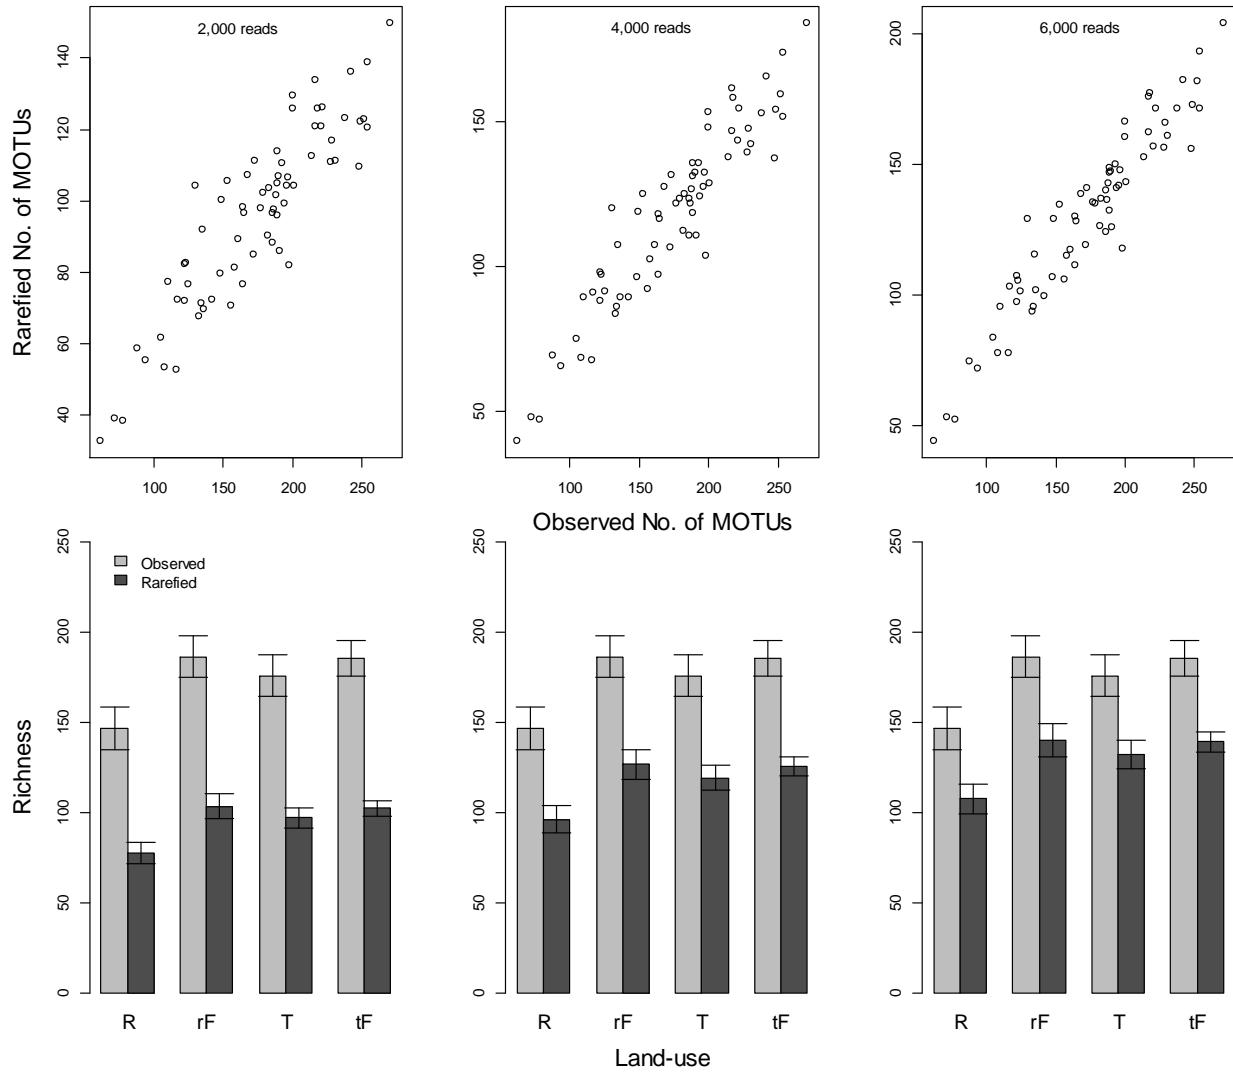 2,000 reads
4,000 reads
6,000 reads
Rarefied No. of MOTUs
40
60
80
100
120
140
50
100
150
50
100
150
200
100
150
200
250
100
150
200
250
100
150
200
250
Observed No. of MOTUs
Observed
Rarefied
Richness
0
50
100
150
200
250
0
50
100
150
200
250
0
50
100
150
200
250
R
rF
T
tF
R
rF
T
tF
R
rF
T
tF
Land-use